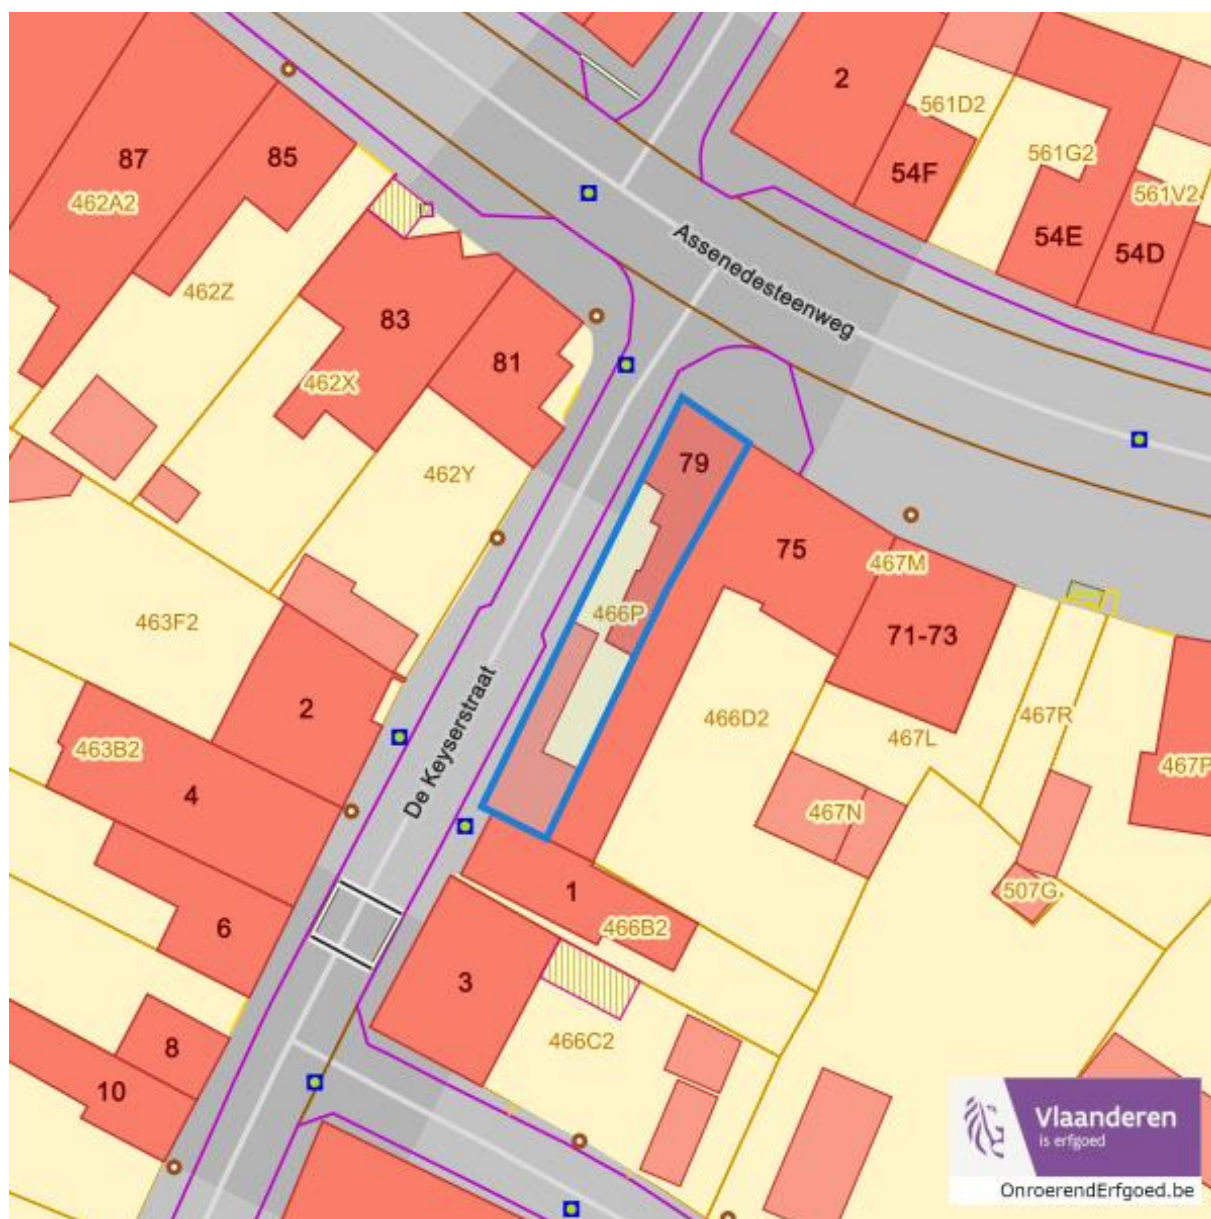 2
561D2
87
85
54F
561G2
462A2
561V2
54E
54D
Assenedesteenweg
462Z
83
81
462X
79
462Y
75
467M
466P
463F2
71-73
2
De Keyserstraat
466D2
467R
463B2
467L
467P
4
467N
1
507G
6
466B2
3
8
466C2
10
Vlaanderen
is erfgoed
OnroerendErfgoed.be